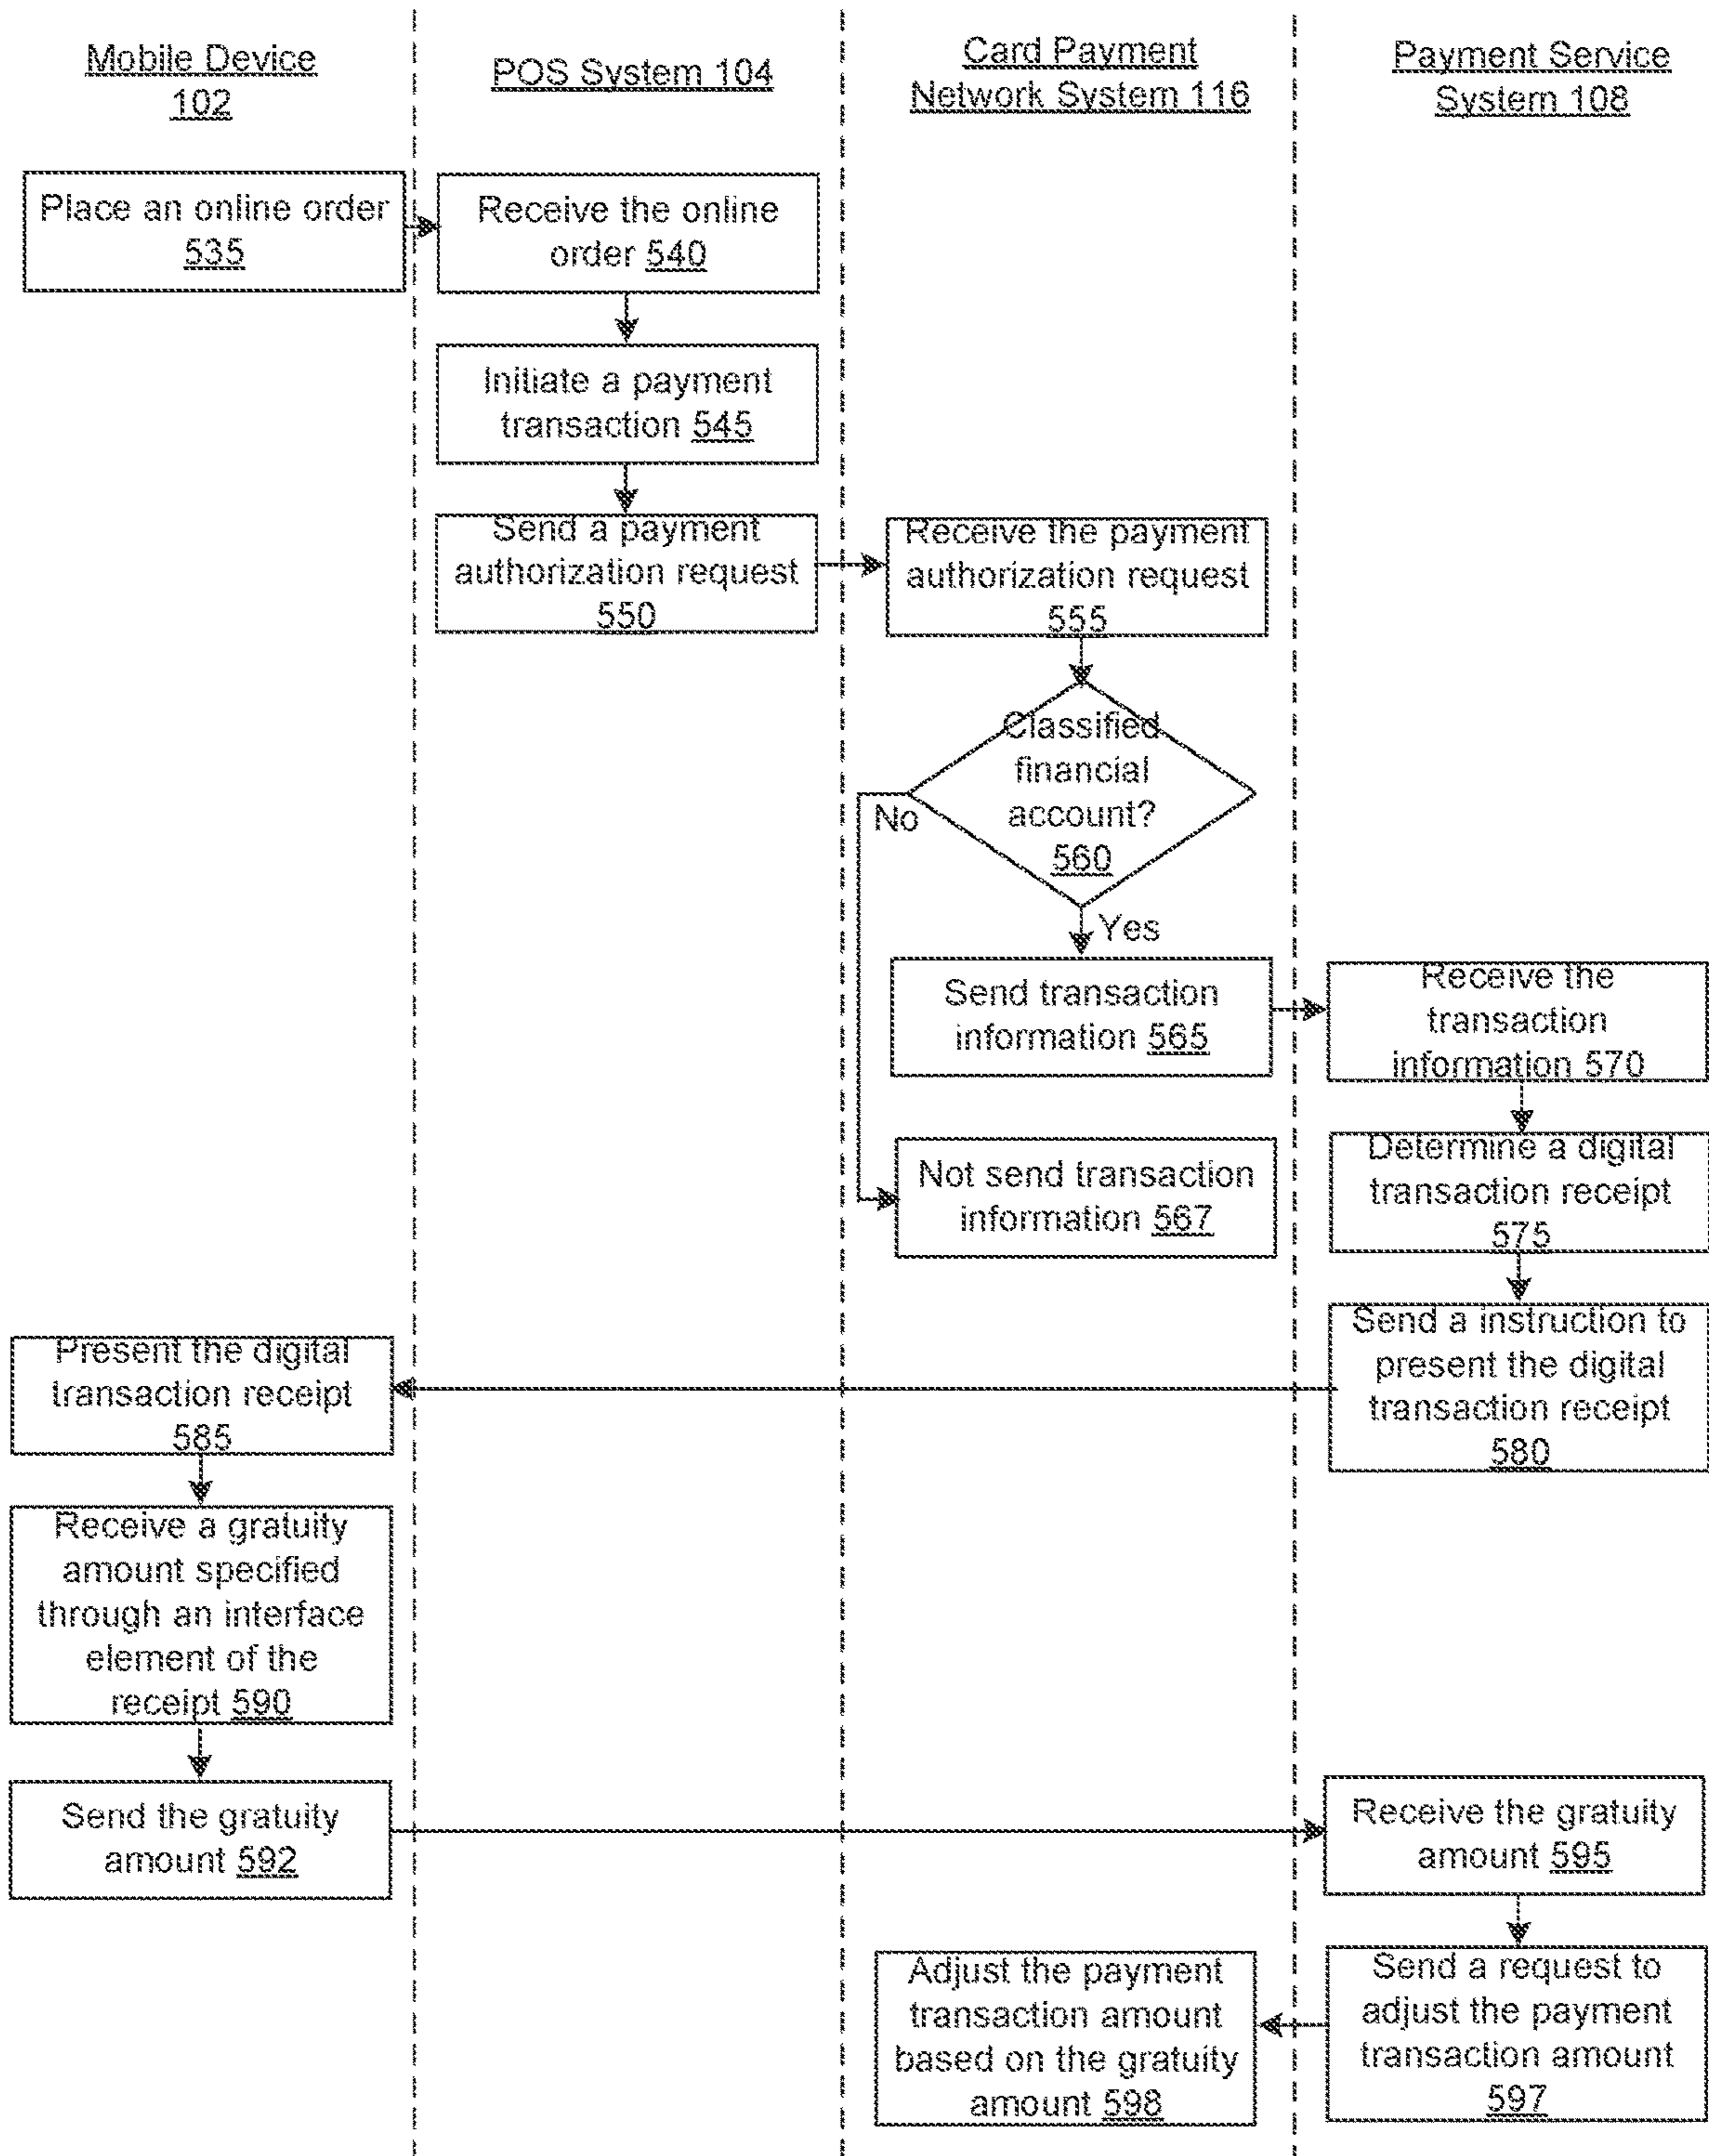 Mobile Device
102
POS System 104
Card Payment
Network System 116
Payment Service
System 108
Place an online order
535
Receive the online
order 540
Initiate a payment
transaction 545
Send a payment
authorization request
550
Receive the payment
authorization request
555
Classified
financial
account?
560
No
Yes
Send transaction
information 565
Receive the
transaction
information 570
Not send transaction
information 567
Determine a digital
transaction receipt
575
Send a instruction to
present the digital
transaction receipt
580
Present the digital
transaction receipt
585
Receive a gratuity
amount specified
through an interface
element of the
receipt 590
Send the gratuity
amount 592
Receive the gratuity
amount 595
Send a request to
adjust the payment
transaction amount
597
Adjust the payment
transaction amount
based on the gratuity
amount 598